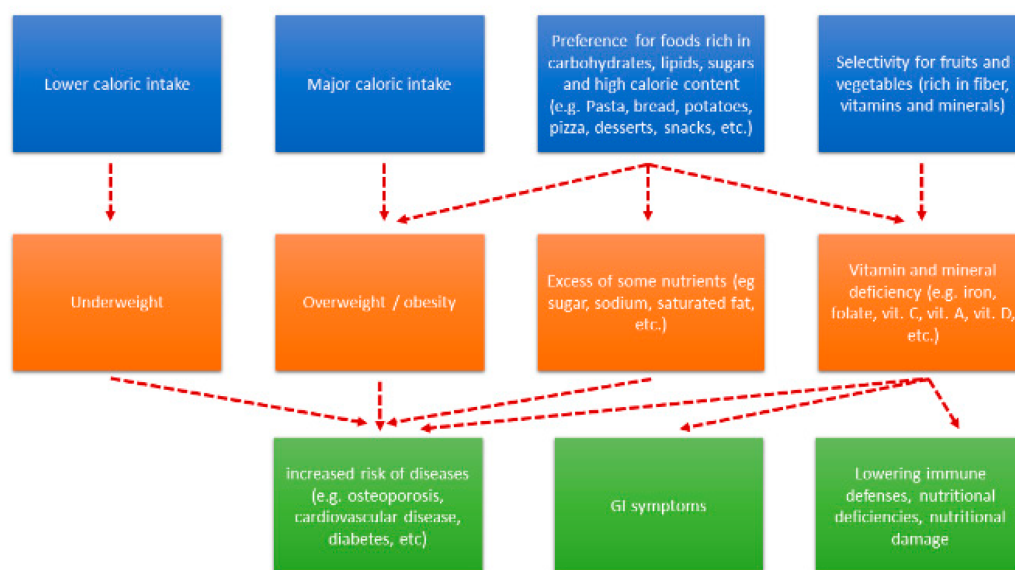 Lower caloric intake
Major caloric intake
Preference for foods rich in
carbohydrates, lipids, sugars
and high calorie content
(e.g. Pasta, bread, potatoes,
pizza, desserts, snacks, etc.)
Selectivity for fruits and
vegetables (rich in fiber,
vitamins and minerals)
Underweight
Overweight / obesity
Excess of some nutrients (eg
sugar, sodium, saturated fat,
etc.)
Vitamin and mineral
deficiency (e.g. iron,
folate, vit. C, vit. A, vit. D,
etc.)
increased risk of diseases
(e.g. osteoporosis,
cardiovascular disease,
diabetes, etc)
GI symptoms
Lowering immune
defenses, nutritional
deficiencies, nutritional
damage